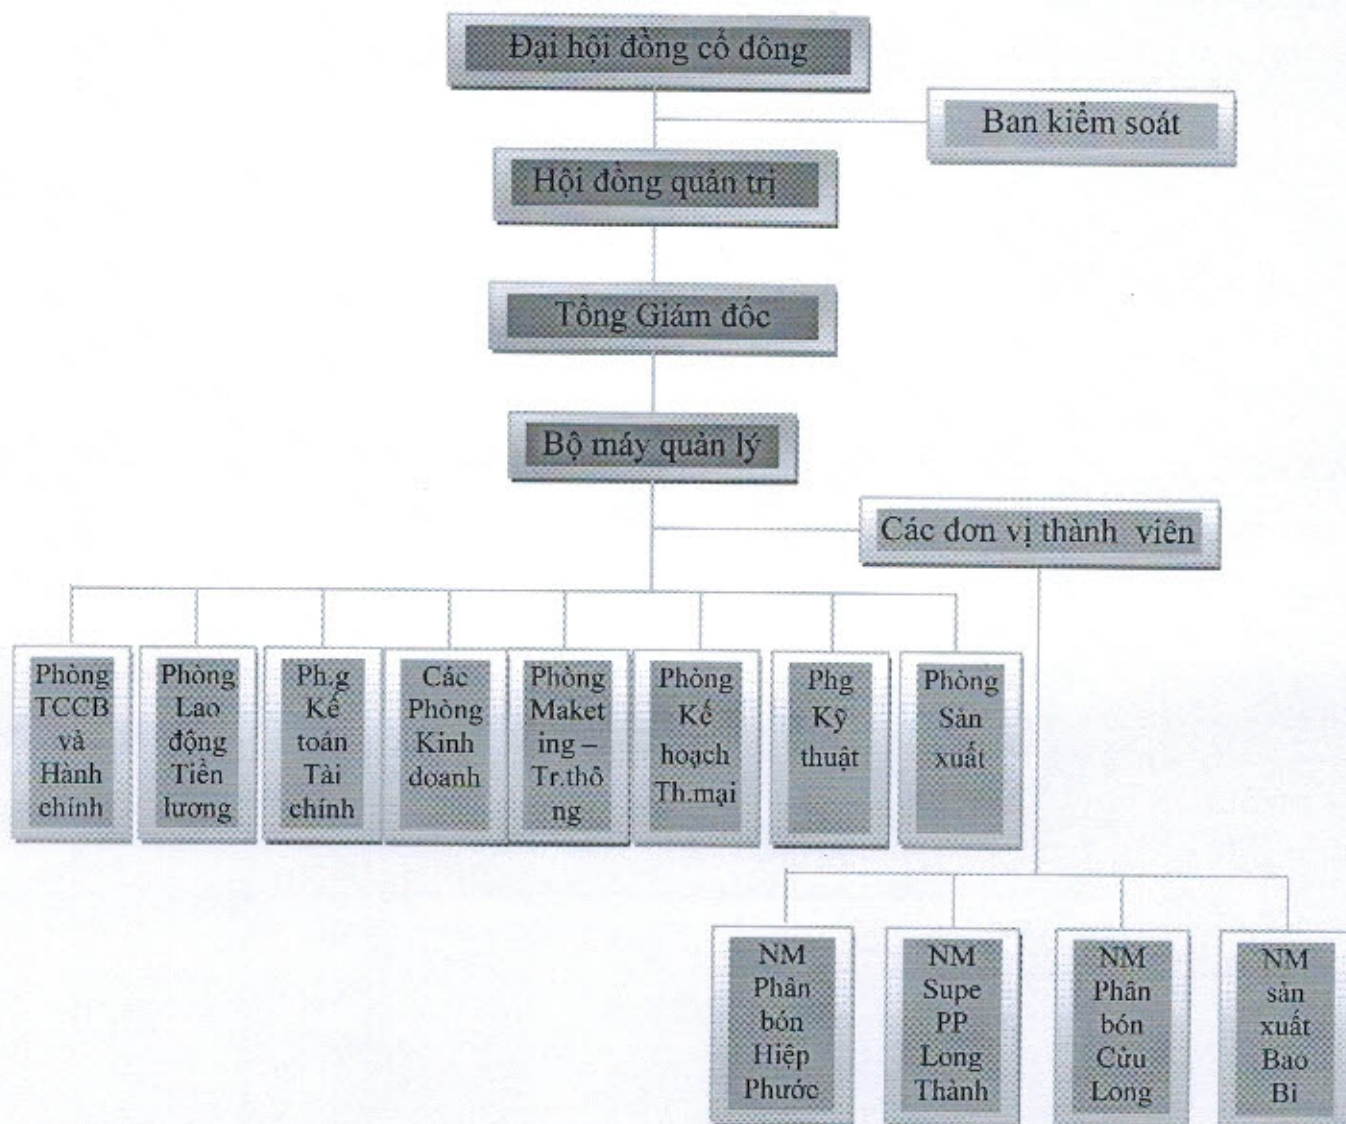 Đại hội đồng cổ đông
Ban kiểm soát
Hội đồng quản trị
Tổng Giám đốc
Bộ máy quản lý
Các đơn vị thành viên
Phòng
TCCB
và
Hành
chính
Phòng
Lao
động
Tiền
lương
Ph.g
Kế
toán
Tài
chính
Các
Phòng
Kinh
doanh
Phòng
Maket
ing –
Tr.thô
ng
Phòng
Kế
hoạch
Th.mại
Phg
Kỹ
thuật
Phòng
Sản
xuất
NM
Phân
bón
Hiệp
Phước
NM
Supe
PP
Long
Thành
NM
Phân
bón
Cửu
Long
NM
sản
xuất
Bao
Bì